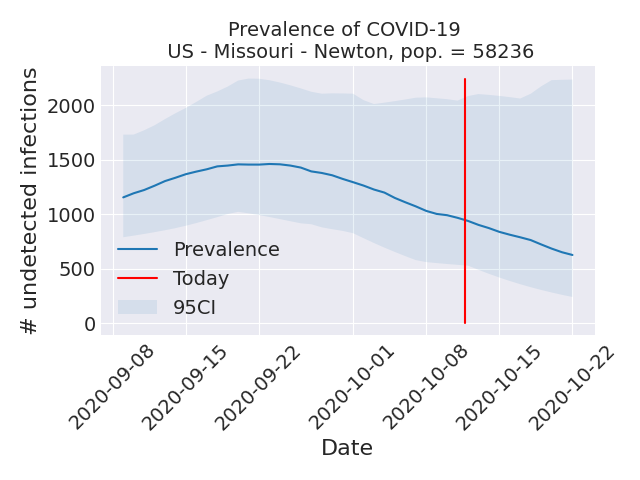 Prevalence of COVID-19
US - Missouri - Newton, pop. = 58236
# undetected infections
2000
1500
1000
500
0
Prevalence
Today
95CI
2020-09-08
2020-09-15
2020-09-22
2020-10-01
2020-10-08
2020-10-15
2020-10-22
Date